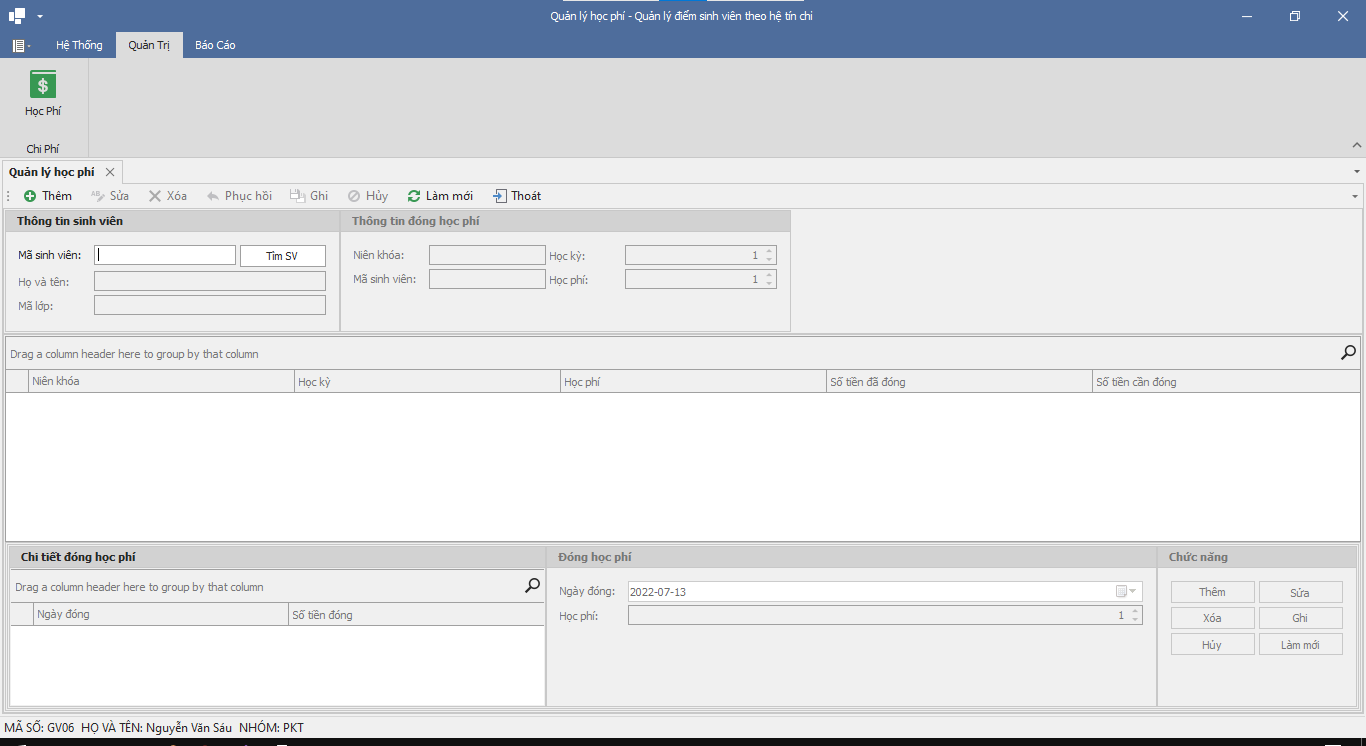 Quản lý học phí - Quản lý điểm sinh viên theo hệ tín chỉ
Hệ Thống Quản Trị Báo Cáo
Học Phí
Chi Phí
Quản lý học phí
Thêm Sửa Xóa Phục hồi Ghi Hủy Làm mới Thoát
Thông tin sinh viên Thông tin đóng học phí
Mã sinh viên: Tìm SV Niên khóa: Học kỳ: 1
Họ và tên: Mã sinh viên: Học phí: 1
Mã lớp:
Drag a column header here to group by that column
Niên khóa Học kỳ Học phí Số tiền đã đóng Số tiền cần đóng
Chi tiết đóng học phí Đóng học phí Chức năng
Drag a column header here to group by that column Ngày đóng: 2022-07-13 Thêm Sửa
Ngày đóng Số tiền đóng Học phí: 1 Xóa Ghi
Hủy Làm mới
MÃ SỐ: GV06 HỌ VÀ TÊN: Nguyễn Văn Sáu NHÓM: PKT